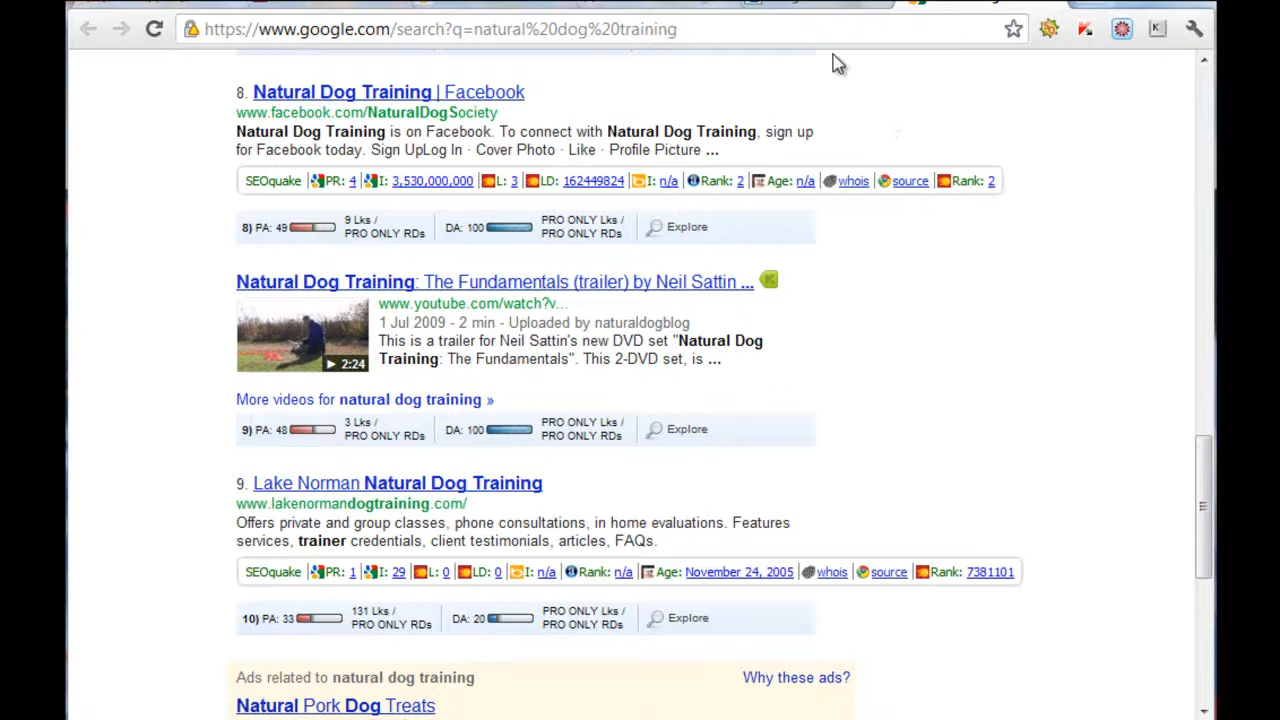 https://www.google.com/search?q=natural%20dog%20training
8. Natural Dog Training | Facebook
www.facebook.com/NaturalDogSociety
Natural Dog Training is on Facebook. To connect with Natural Dog Training, sign up
for Facebook today. Sign UpLog In · Cover Photo · Like · Profile Picture ...
SEOquake PR: 4 I: 3,530,000,000 L: 3 LD: 162449824 I: n/a Rank: 2 Age: n/a whois source Rank: 2
8) PA: 49 9 Lks / DA: 100 PRO ONLY Lks / Explore
PRO ONLY RDs PRO ONLY RDs
Natural Dog Training: The Fundamentals (trailer) by Neil Sattin ...
www.youtube.com/watch?v...
1 Jul 2009 - 2 min - Uploaded by naturaldogblog
This is a trailer for Neil Sattin's new DVD set "Natural Dog
Training: The Fundamentals". This 2-DVD set, is ...
2:24
More videos for natural dog training »
9) PA: 48 3 Lks / DA: 100 PRO ONLY Lks / Explore
PRO ONLY RDs PRO ONLY RDs
9. Lake Norman Natural Dog Training
www.lakenormandogtraining.com/
Offers private and group classes, phone consultations, in home evaluations. Features
services, trainer credentials, client testimonials, articles, FAQs.
SEOquake PR: 1 I: 29 L: 0 LD: 0 I: n/a Rank: n/a Age: November 24, 2005 whois source Rank: 7381101
10) PA: 33 131 Lks / DA: 20 PRO ONLY Lks / Explore
PRO ONLY RDs PRO ONLY RDs
Ads related to natural dog training Why these ads?
Natural Pork Dog Treats